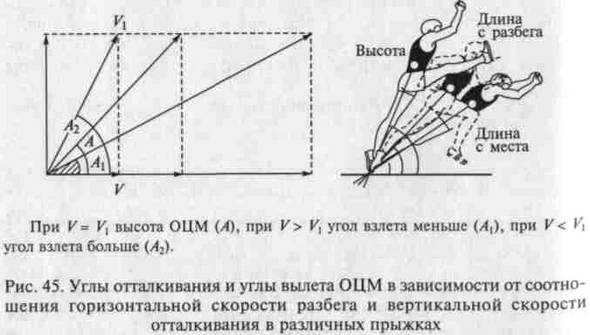 V₁
Длина
с разбега
Высота
A₂
A
A₁
Длина
с места
V
При V = V₁ высота ОЦМ (A), при V > V₁ угол взлета меньше (A₁), при V < V₁
угол взлета больше (A₂).
Рис. 45. Углы отталкивания и углы вылета ОЦМ в зависимости от соотно-
шения горизонтальной скорости разбега и вертикальной скорости
отталкивания в различных прыжках